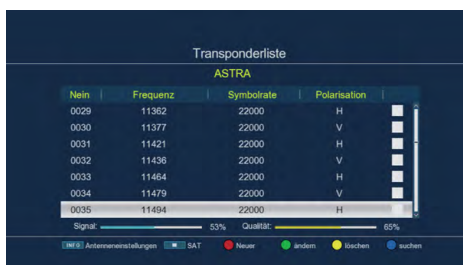 Transponderliste
ASTRA
Nein Frequenz Symbolrate Polarisation
0029 11362 22000 H
0030 11377 22000 V
0031 11421 22000 H
0032 11436 22000 V
0033 11464 22000 H
0034 11479 22000 V
0035 11494 22000 H
Signal: 53% Qualität: 65%
INFO Antenneneinstellungen SAT Neuer ändern löschen suchen